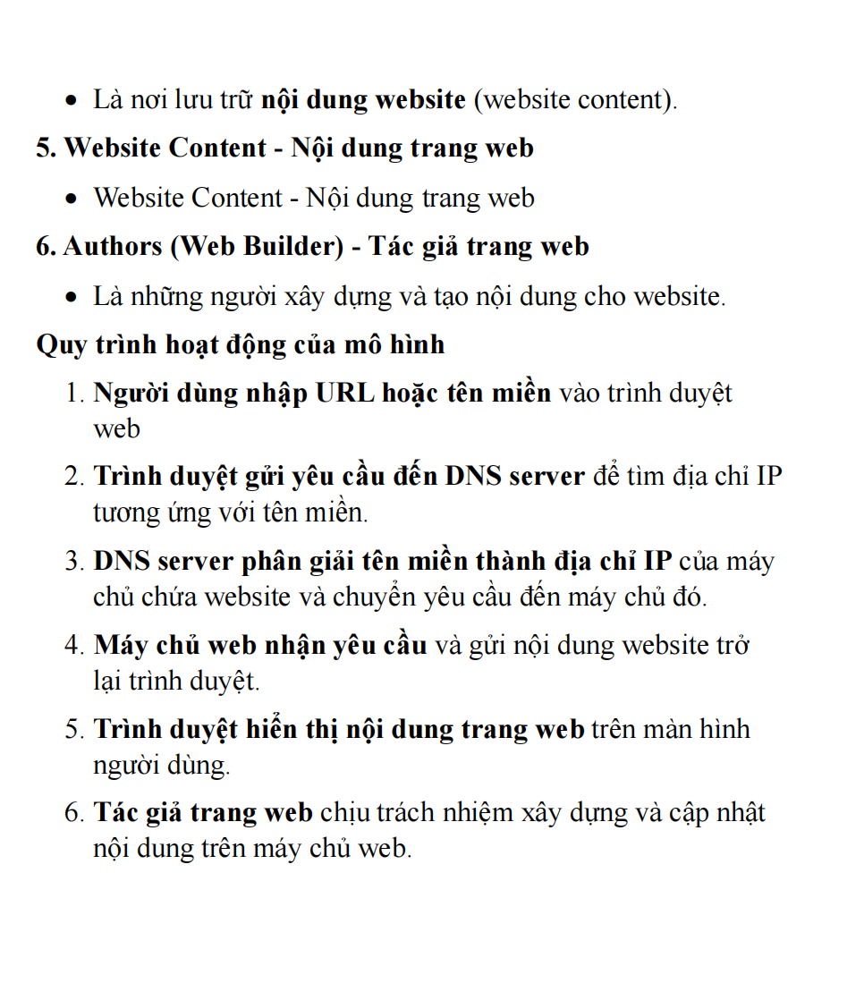 • Là nơi lưu trữ nội dung website (website content).
5. Website Content - Nội dung trang web
• Website Content - Nội dung trang web
6. Authors (Web Builder) - Tác giả trang web
• Là những người xây dựng và tạo nội dung cho website.
Quy trình hoạt động của mô hình
1. Người dùng nhập URL hoặc tên miền vào trình duyệt
web
2. Trình duyệt gửi yêu cầu đến DNS server để tìm địa chỉ IP
tương ứng với tên miền.
3. DNS server phân giải tên miền thành địa chỉ IP của máy
chủ chứa website và chuyển yêu cầu đến máy chủ đó.
4. Máy chủ web nhận yêu cầu và gửi nội dung website trở
lại trình duyệt.
5. Trình duyệt hiển thị nội dung trang web trên màn hình
người dùng.
6. Tác giả trang web chịu trách nhiệm xây dựng và cập nhật
nội dung trên máy chủ web.